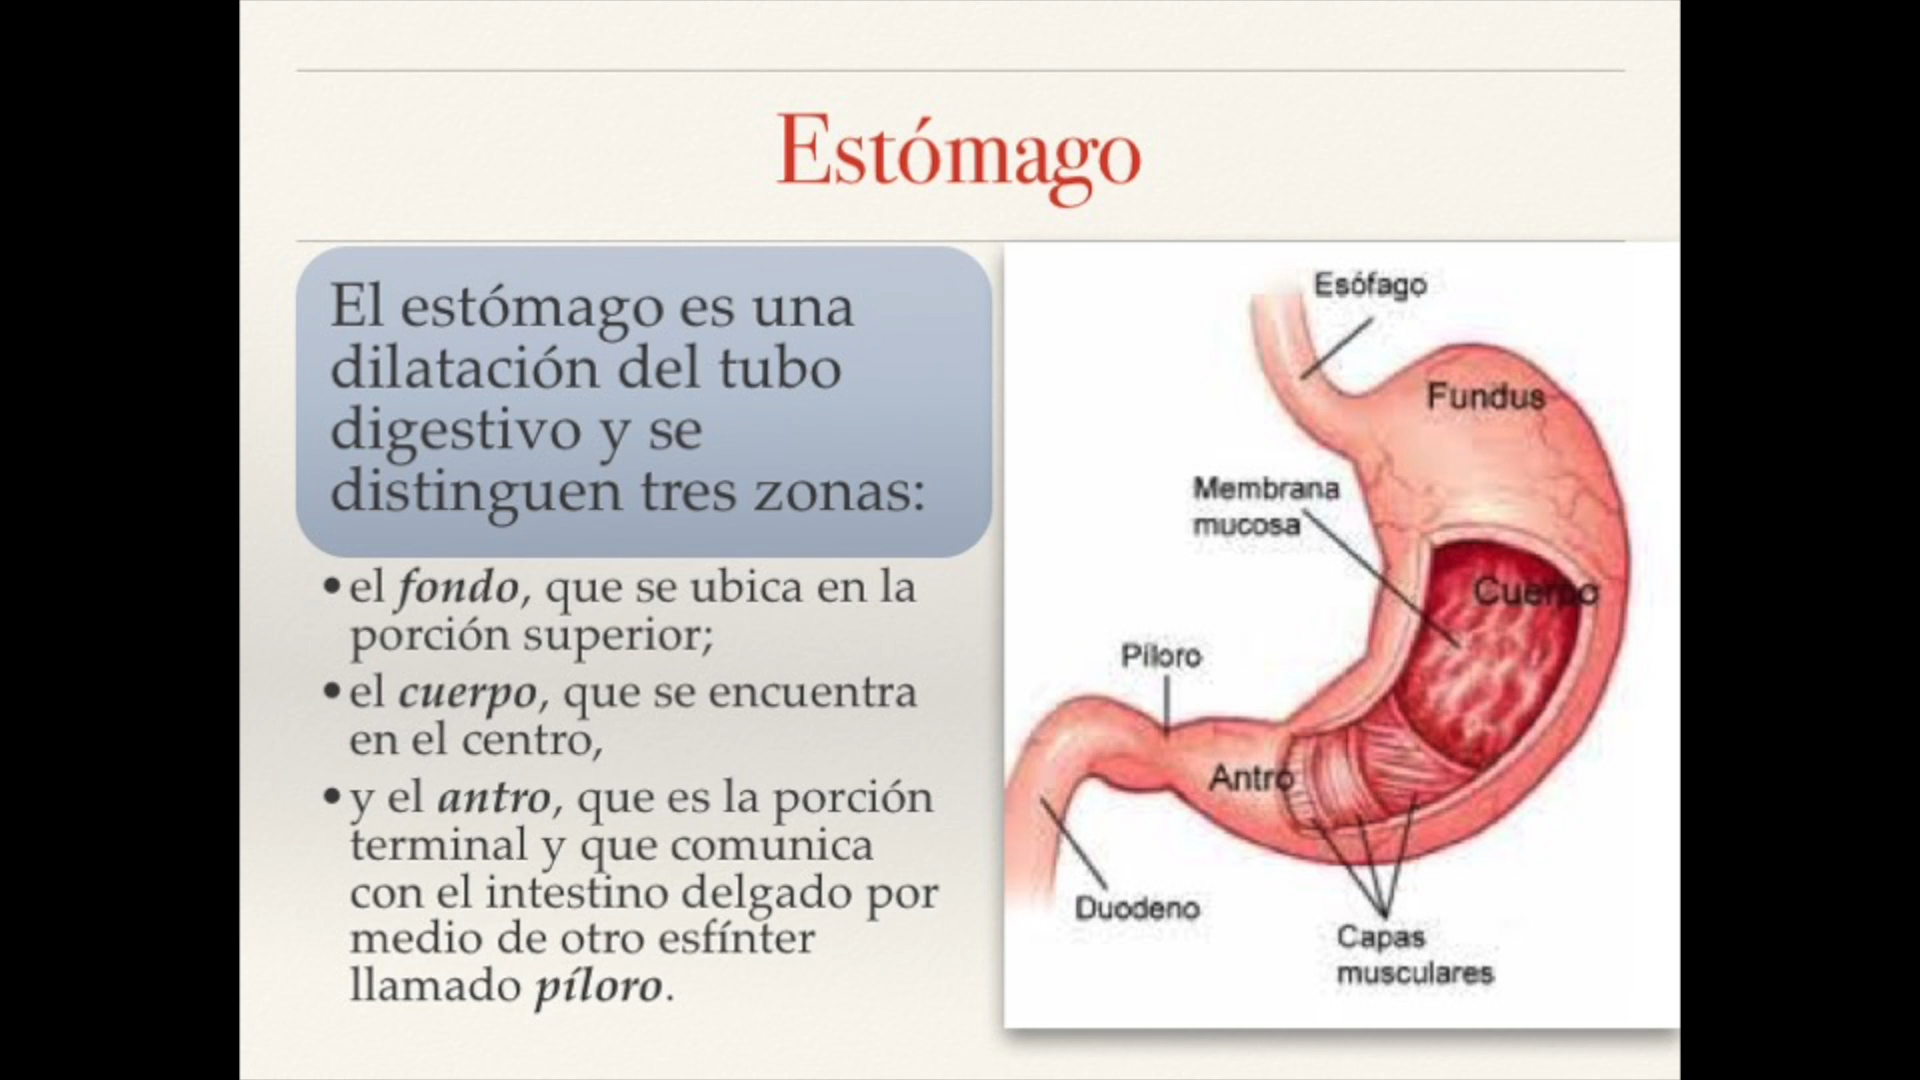 Estómago
El estómago es una
dilatación del tubo
digestivo y se
distinguen tres zonas:
•el fondo, que se ubica en la
porción superior;
•el cuerpo, que se encuentra
en el centro,
•y el antro, que es la porción
terminal y que comunica
con el intestino delgado por
medio de otro esfínter
llamado píloro.
Esófago
Fundus
Membrana
mucosa
Cuerpo
Píloro
Antro
Duodeno
Capas
musculares